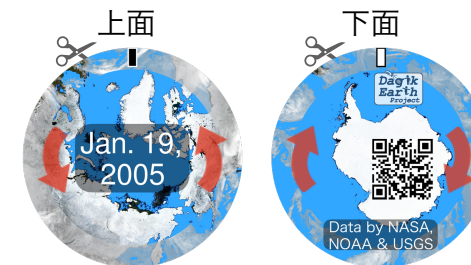 上面
下面
Jan. 19,
2005
Dagik
Earth
Project
Data by NASA,
NOAA & USGS